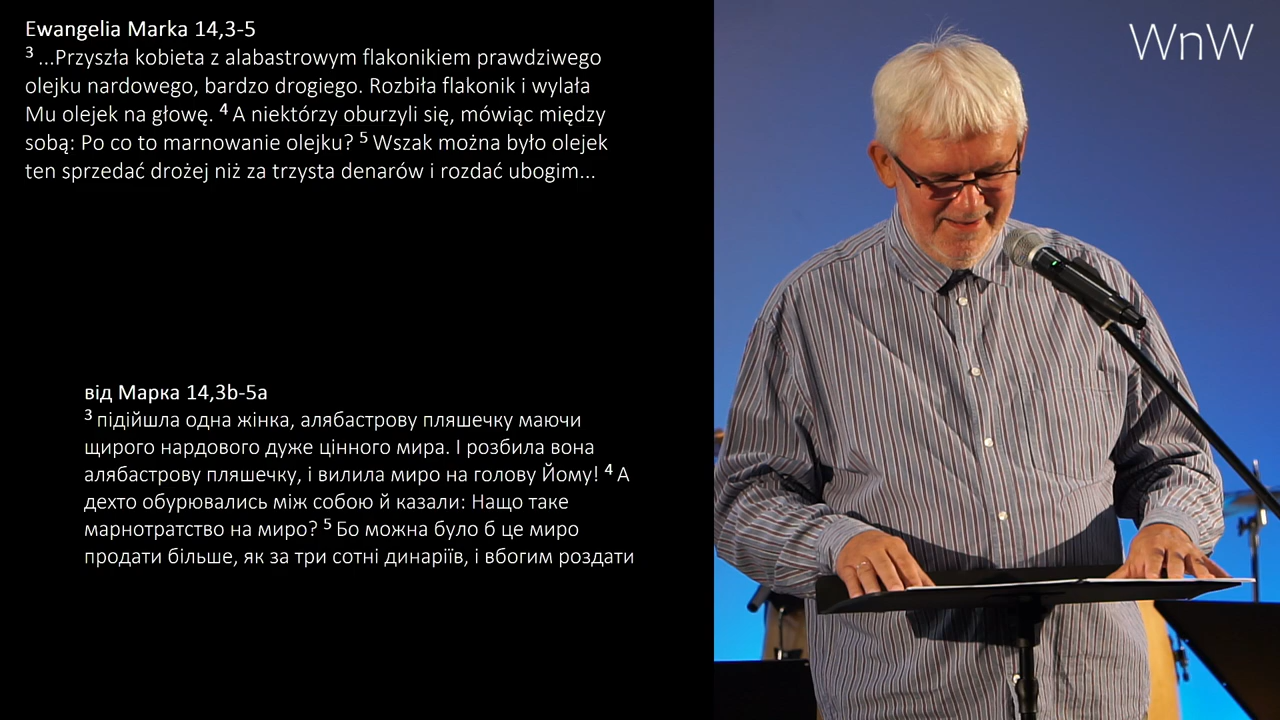 Ewangelia Marka 14,3-5
3 ...Przyszła kobieta z alabastrowym flakonikiem prawdziwego
olejku nardowego, bardzo drogiego. Rozbiła flakonik i wylała
Mu olejek na głowę. 4 A niektórzy oburzyli się, mówiąc między
sobą: Po co to marnowanie olejku? 5 Wszak można było olejek
ten sprzedać drożej niż za trzysta denarów i rozdać ubogim...
від Марка 14,3b-5a
3 підійшла одна жінка, алябастрову пляшечку маючи
щирого нардового дуже цінного мира. І розбила вона
алябастрову пляшечку, і вилила миро на голову Йому! 4 А
дехто обурювались між собою й казали: Нащо таке
марнотратство на миро? 5 Бо можна було б це миро
продати більше, як за три сотні динаріїв, і вбогим роздати
WnW